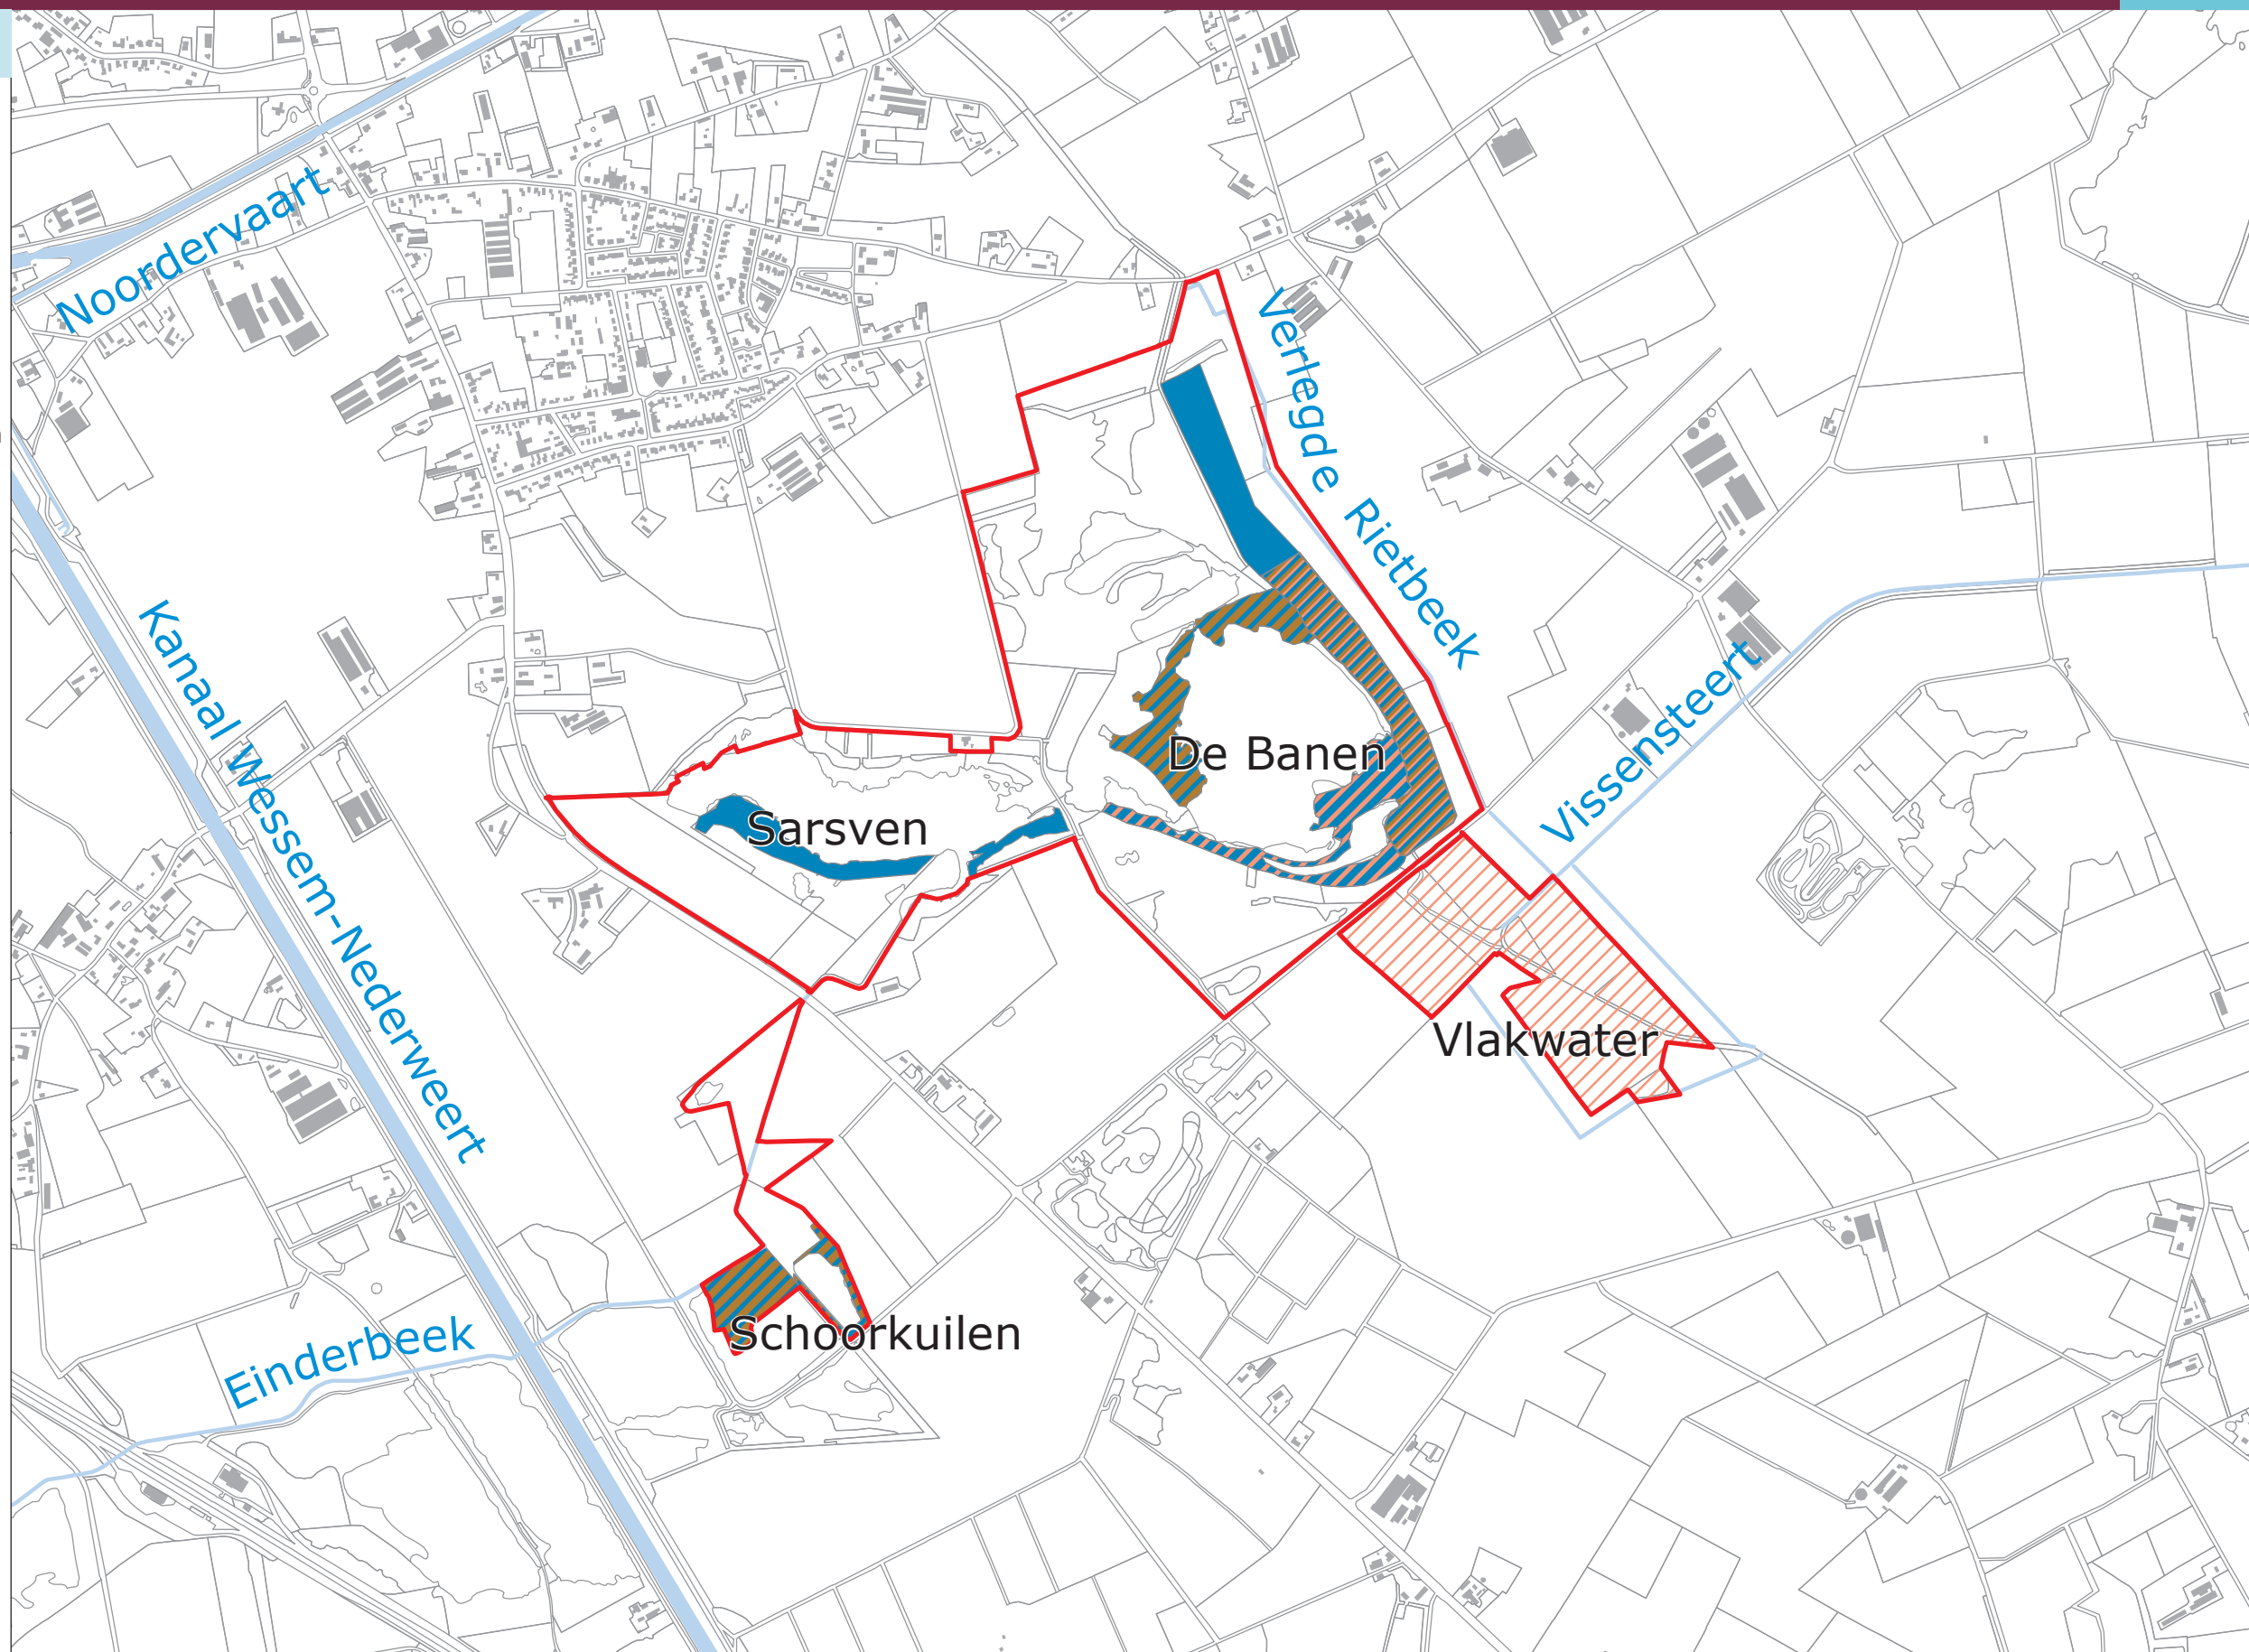 Noordervaart
Verlegde Rietbeek
Kanaal Wessem-Nederweert
Vissensteert
De Banen
Sarsven
Vlakwater
Schoorkuilen
Einderbeek